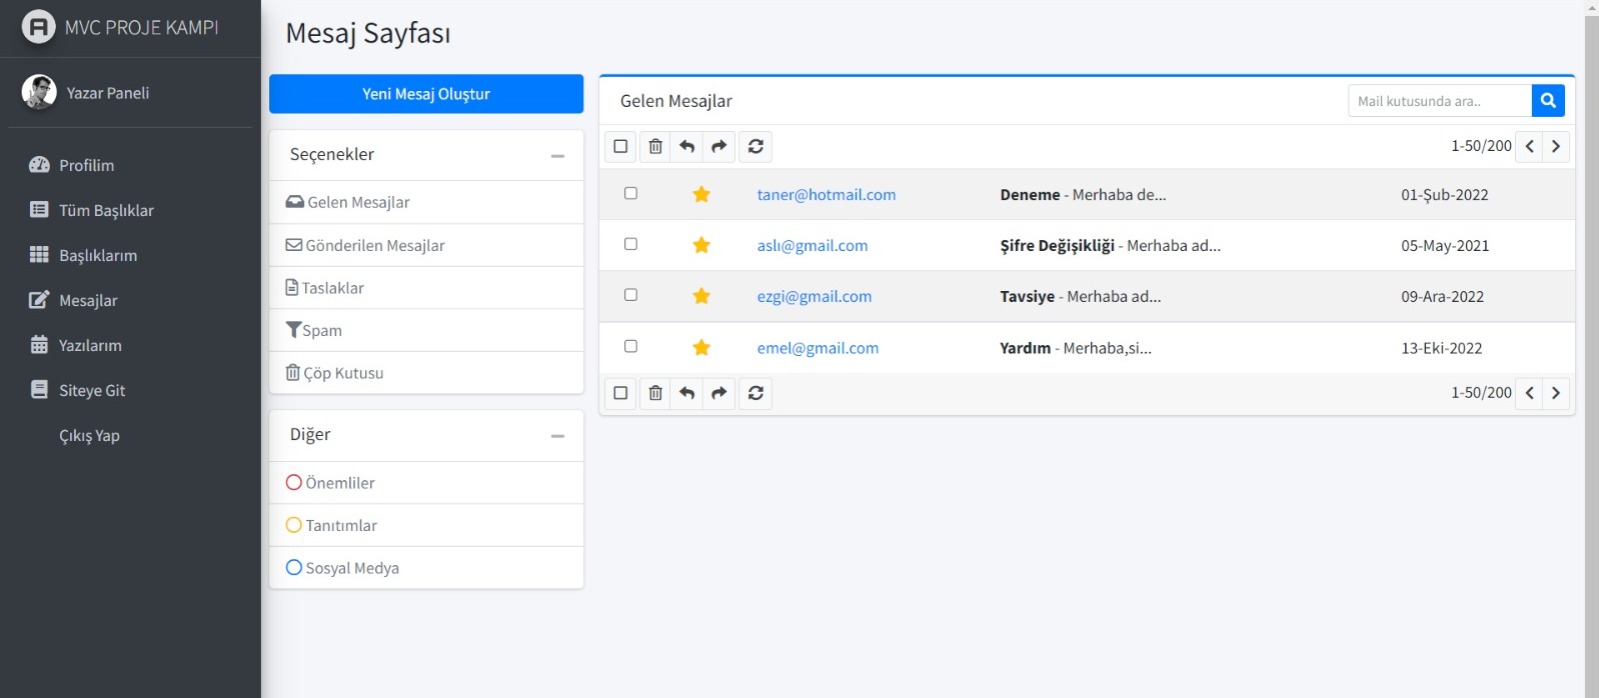 MVC PROJE KAMPI
Yazar Paneli
Profilim
Tüm Başlıklar
Başlıklarım
Mesajlar
Yazılarım
Siteye Git
Çıkış Yap
Mesaj Sayfası
Yeni Mesaj Oluştur
Seçenekler
Gelen Mesajlar
Gönderilen Mesajlar
Taslaklar
Spam
Çöp Kutusu
Diğer
Önemliler
Tanıtımlar
Sosyal Medya
Gelen Mesajlar
Mail kutusunda ara..
1-50/200
taner@hotmail.com Deneme - Merhaba de... 01-Şub-2022
aslı@gmail.com Şifre Değişikliği - Merhaba ad... 05-May-2021
ezgi@gmail.com Tavsiye - Merhaba ad... 09-Ara-2022
emel@gmail.com Yardım - Merhaba,si... 13-Eki-2022
1-50/200